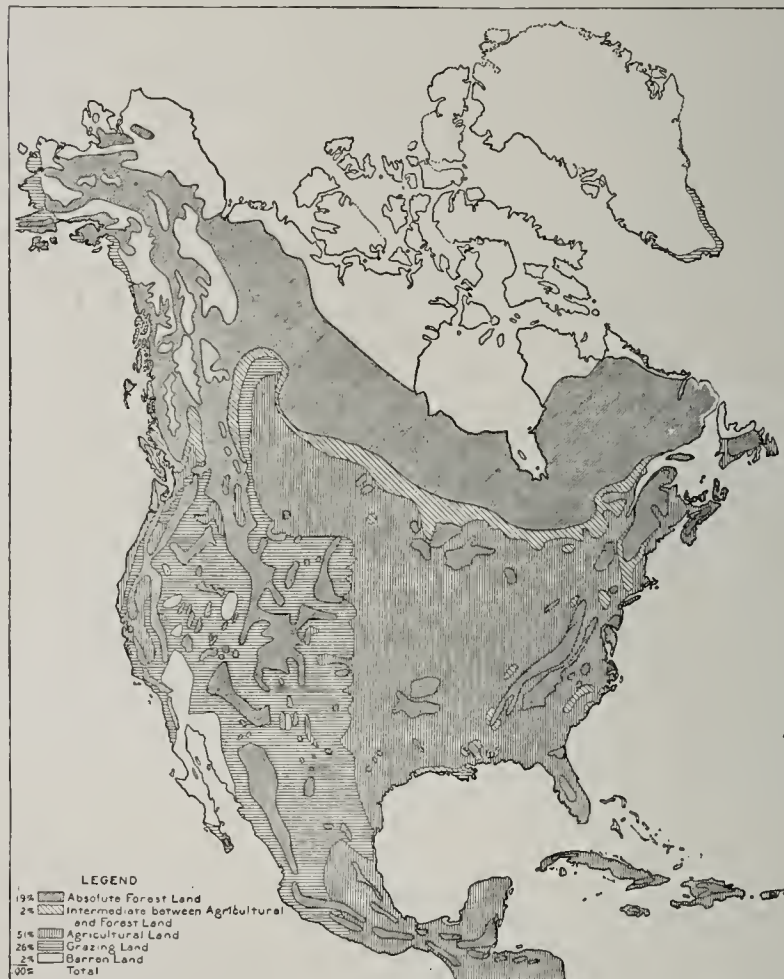 LEGEND
19% Absolute Forest Land
2% Intermediate between Agricultural
and Forest Land
51% Agricultural Land
26% Grazing Land
2% Barren Land
100% Total